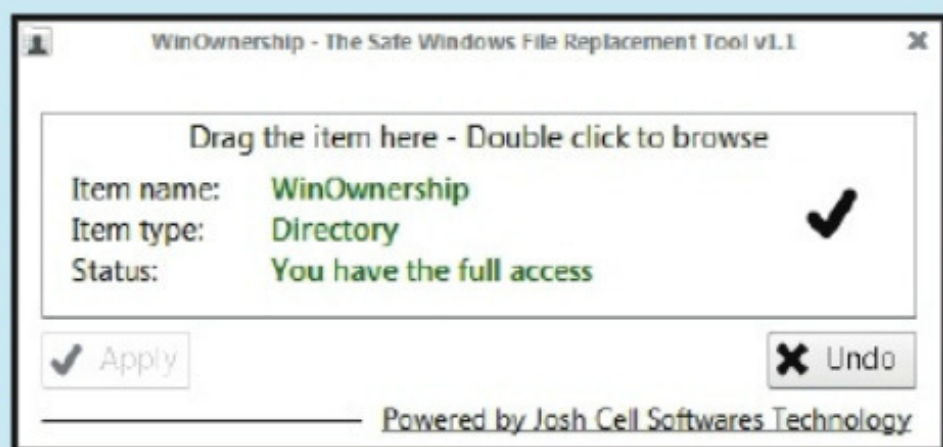 WinOwnership - The Safe Windows File Replacement Tool v1.1
Drag the item here - Double click to browse
Item name: WinOwnership
Item type: Directory
Status: You have the full access
Apply
Undo
Powered by Josh Cell Softwares Technology